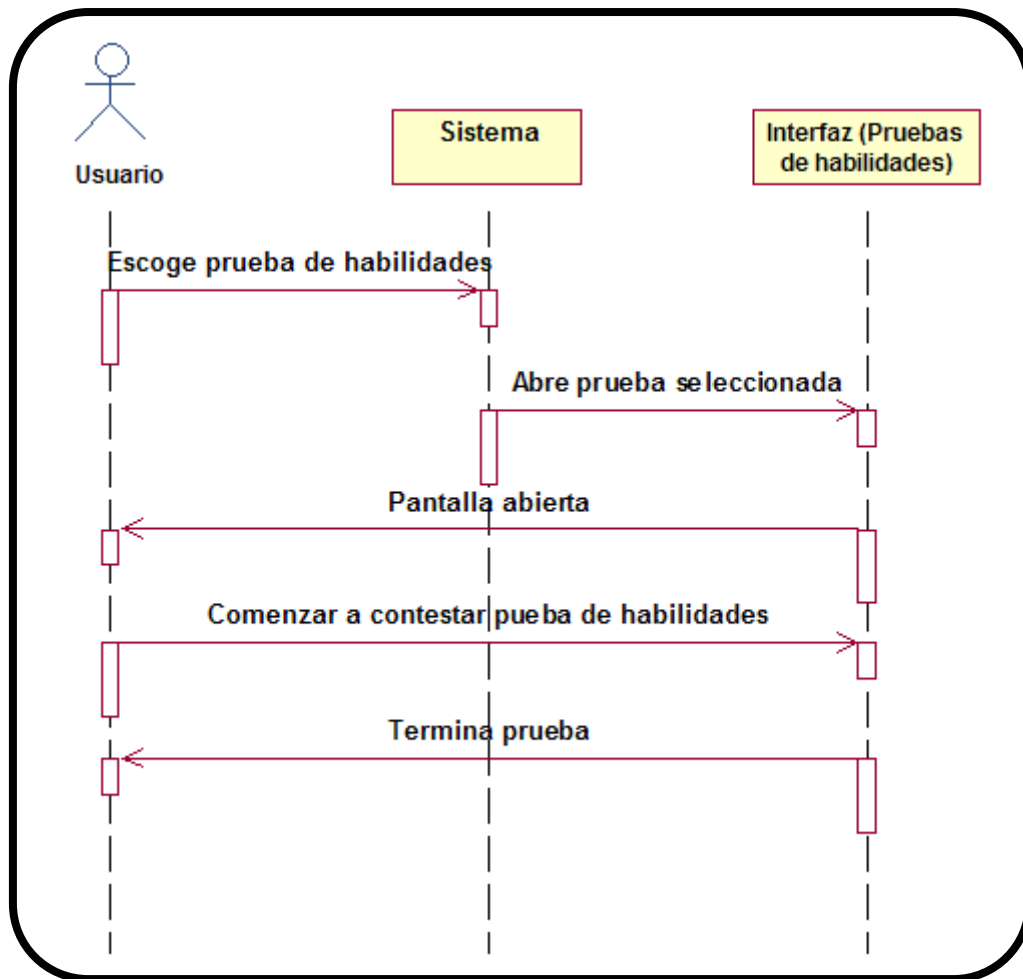 Usuario
Sistema
Interfaz (Pruebas
de habilidades)
Escoge prueba de habilidades
Abre prueba seleccionada
Pantalla abierta
Comenzar a contestar pueba de habilidades
Termina prueba